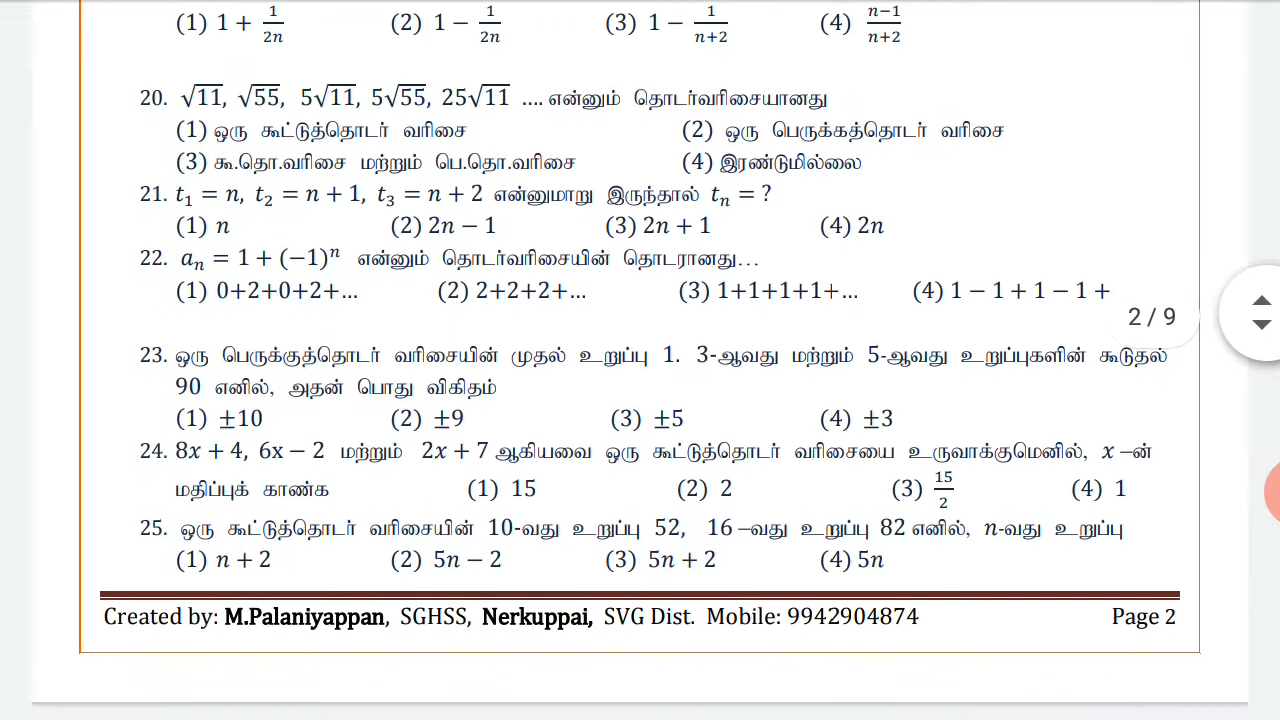 (1) 1 + 1/2n (2) 1 − 1/2n (3) 1 − 1/n+2 (4) n−1/n+2
20. √11, √55, 5√11, 5√55, 25√11 .... என்னும் தொடர்வரிசையானது
(1) ஒரு கூட்டுத்தொடர் வரிசை (2) ஒரு பெருக்கத்தொடர் வரிசை
(3) கூ.தொ.வரிசை மற்றும் பெ.தொ.வரிசை (4) இரண்டுமில்லை
21. t₁ = n, t₂ = n + 1, t₃ = n + 2 என்னுமாறு இருந்தால் tₙ = ?
(1) n (2) 2n − 1 (3) 2n + 1 (4) 2n
22. aₙ = 1 + (−1)ⁿ என்னும் தொடர்வரிசையின் தொடரானது...
(1) 0+2+0+2+... (2) 2+2+2+... (3) 1+1+1+1+... (4) 1 − 1 + 1 − 1 +
2 / 9
23. ஒரு பெருக்குத்தொடர் வரிசையின் முதல் உறுப்பு 1. 3-ஆவது மற்றும் 5-ஆவது உறுப்புகளின் கூடுதல்
90 எனில், அதன் பொது விகிதம்
(1) ±10 (2) ±9 (3) ±5 (4) ±3
24. 8x + 4, 6x − 2 மற்றும் 2x + 7 ஆகியவை ஒரு கூட்டுத்தொடர் வரிசையை உருவாக்குமெனில், x –ன்
மதிப்புக் காண்க (1) 15 (2) 2 (3) 15/2 (4) 1
25. ஒரு கூட்டுத்தொடர் வரிசையின் 10-வது உறுப்பு 52, 16 –வது உறுப்பு 82 எனில், n-வது உறுப்பு
(1) n + 2 (2) 5n − 2 (3) 5n + 2 (4) 5n
Created by: M.Palaniyappan, SGHSS, Nerkuppai, SVG Dist. Mobile: 9942904874 Page 2